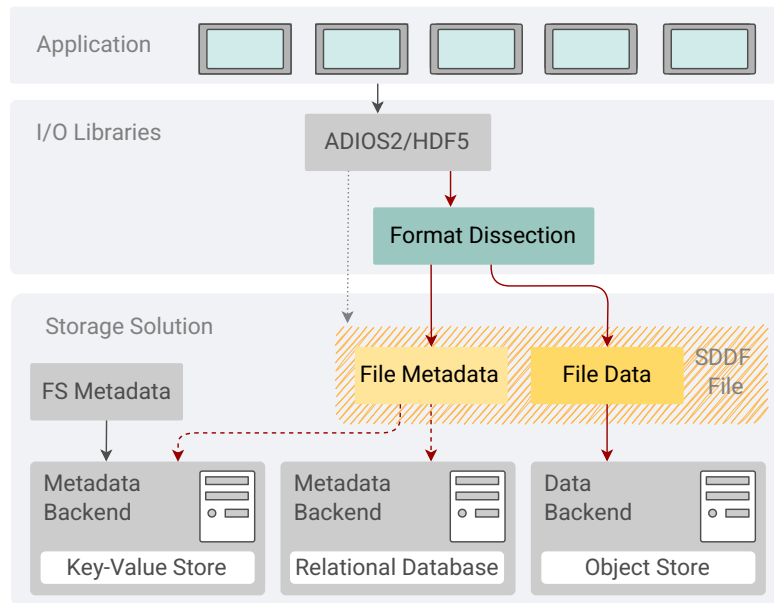 Application
I/O Libraries
ADIOS2/HDF5
Format Dissection
Storage Solution
File Metadata
File Data
SDDF
File
FS Metadata
Metadata
Backend
Key-Value Store
Metadata
Backend
Relational Database
Data
Backend
Object Store